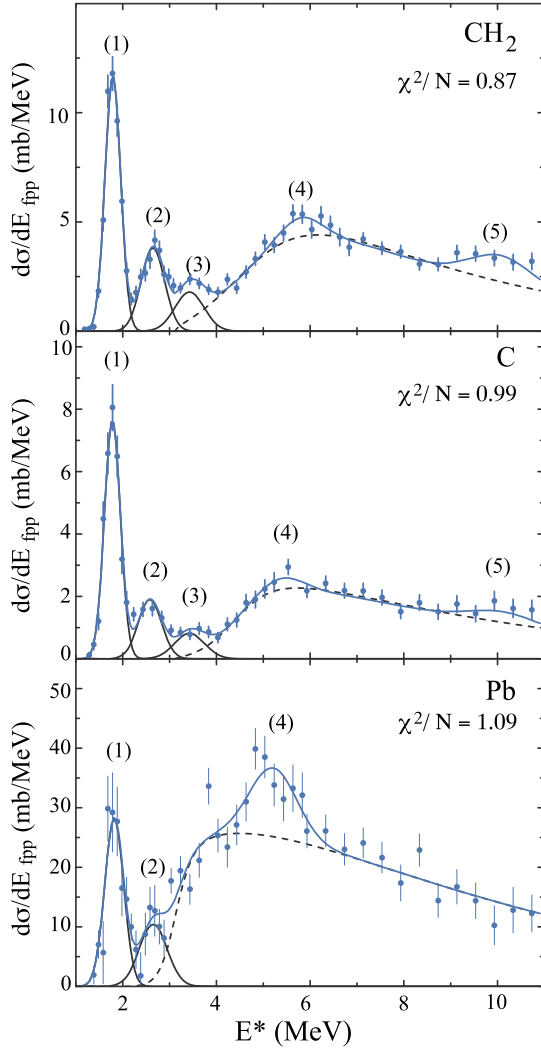 (1)
CH₂
χ²/ N = 0.87
10
5
0
dσ/dE fpp (mb/MeV)
(2)
(3)
(4)
(5)
10
8
6
4
2
0
dσ/dE fpp (mb/MeV)
(1)
C
χ²/ N = 0.99
(2)
(3)
(4)
(5)
50
40
30
20
10
0
dσ/dE fpp (mb/MeV)
Pb
χ²/ N = 1.09
(1)
(2)
(4)
2 4 6 8 10
E* (MeV)